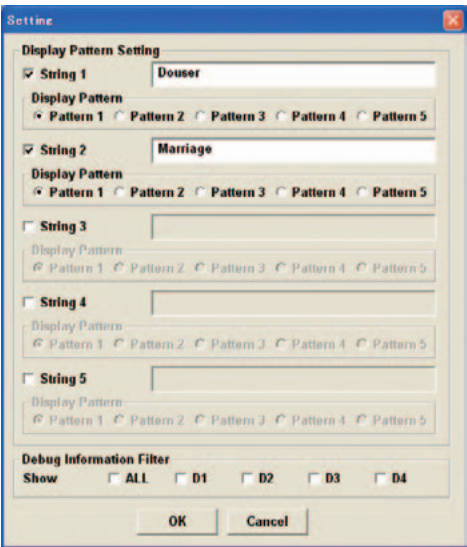 Setting
Display Pattern Setting
String 1 Douser
Display Pattern
Pattern 1 Pattern 2 Pattern 3 Pattern 4 Pattern 5
String 2 Marriage
Display Pattern
Pattern 1 Pattern 2 Pattern 3 Pattern 4 Pattern 5
String 3
Display Pattern
Pattern 1 Pattern 2 Pattern 3 Pattern 4 Pattern 5
String 4
Display Pattern
Pattern 1 Pattern 2 Pattern 3 Pattern 4 Pattern 5
String 5
Display Pattern
Pattern 1 Pattern 2 Pattern 3 Pattern 4 Pattern 5
Debug Information Filter
Show ALL D1 D2 D3 D4
OK Cancel